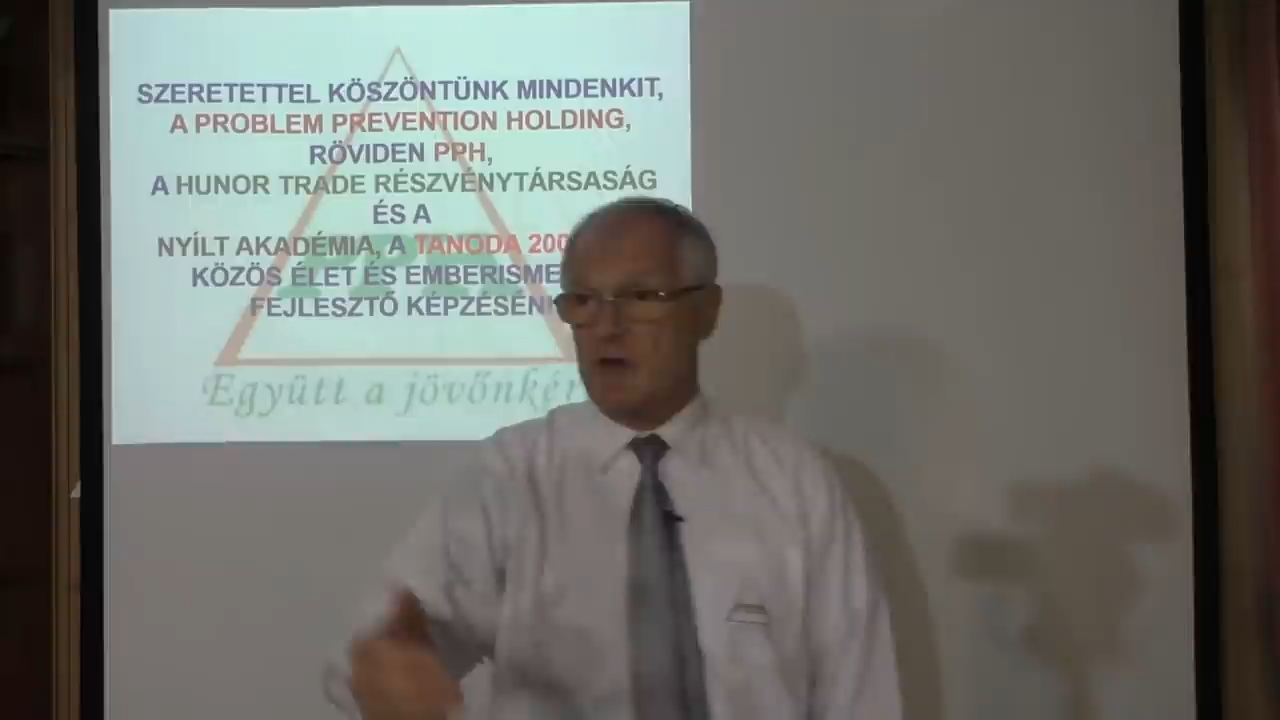 SZERETETTEL KÖSZÖNTÜNK MINDENKIT,
A PROBLEM PREVENTION HOLDING,
RÖVIDEN PPH,
A HUNOR TRADE RÉSZVÉNYTÁRSASÁG
ÉS A
NYÍLT AKADÉMIA, A TANODA
KÖZÖS ÉLET ÉS
FEJLESZTŐ
Együtt a